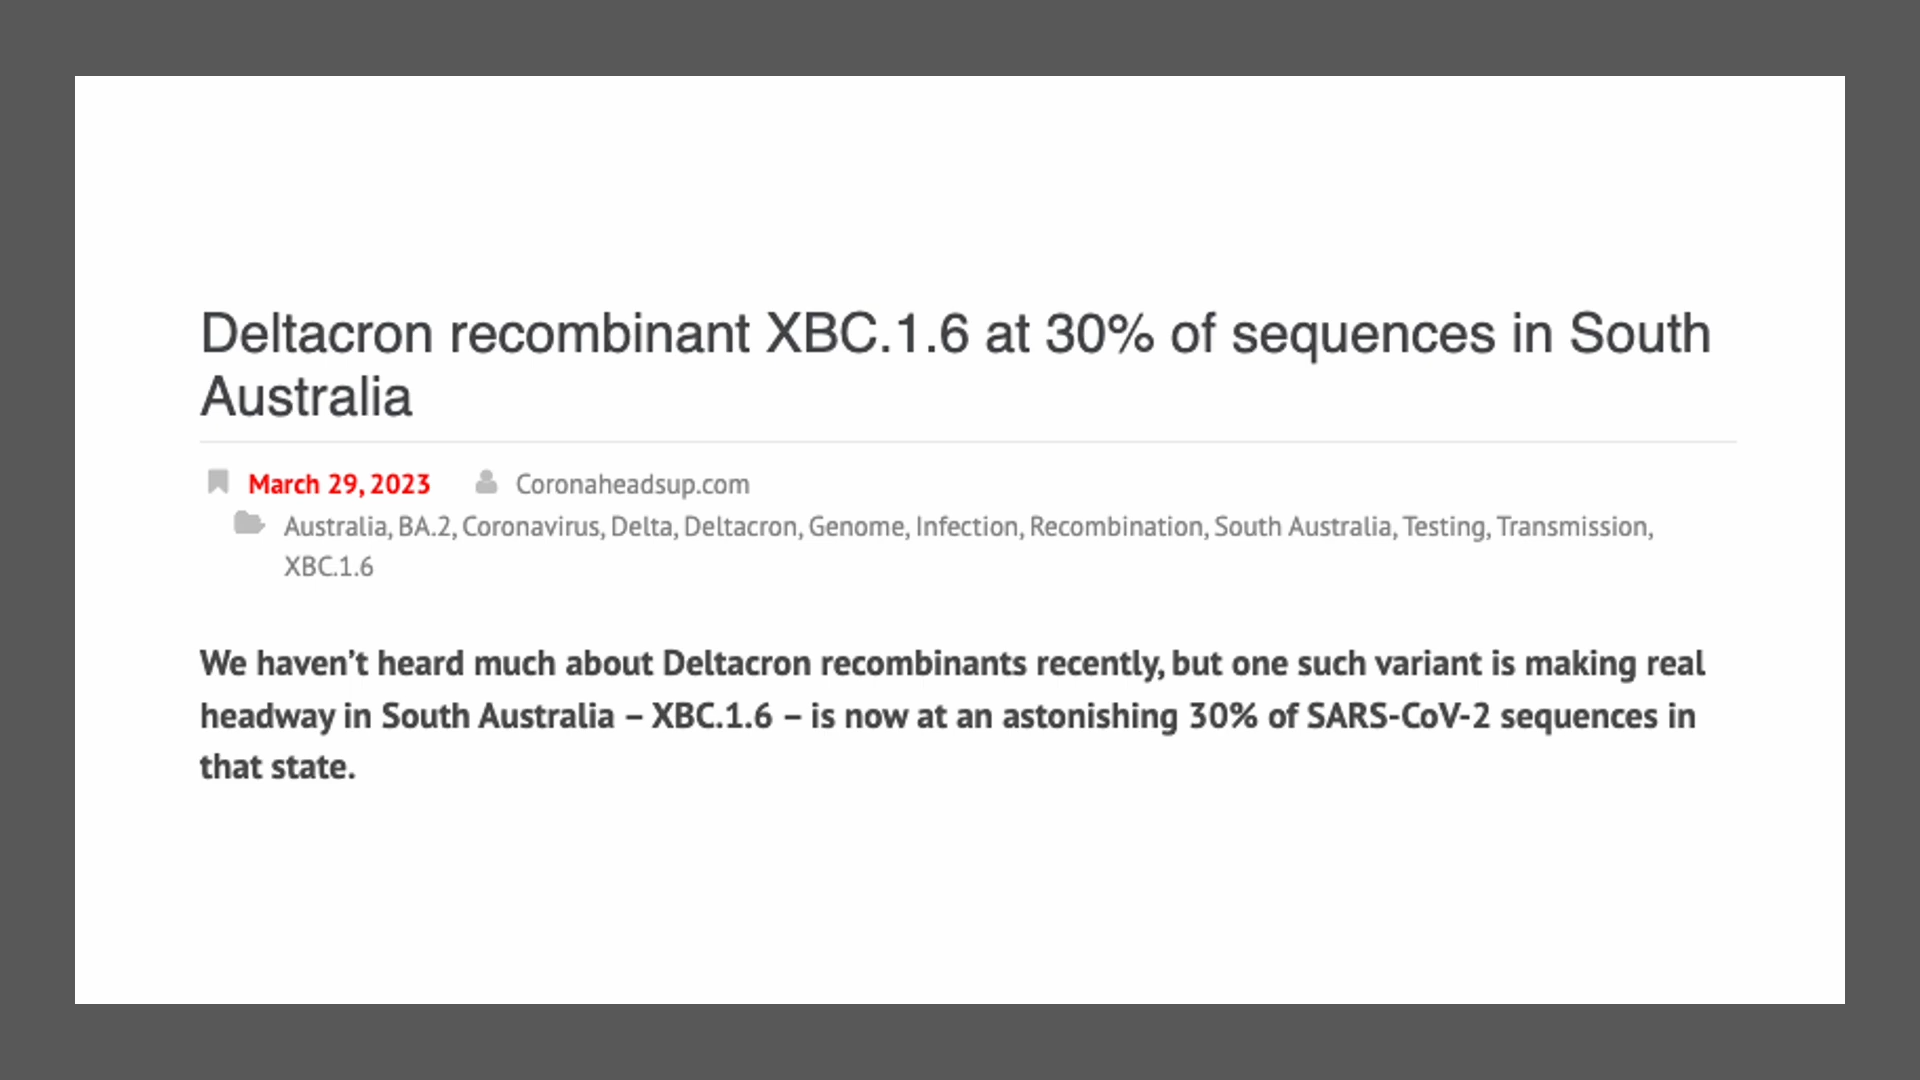 Deltacron recombinant XBC.1.6 at 30% of sequences in South
Australia
March 29, 2023 Coronaheadsup.com
Australia, BA.2, Coronavirus, Delta, Deltacron, Genome, Infection, Recombination, South Australia, Testing, Transmission,
XBC.1.6
We haven’t heard much about Deltacron recombinants recently, but one such variant is making real
headway in South Australia – XBC.1.6 – is now at an astonishing 30% of SARS-CoV-2 sequences in
that state.